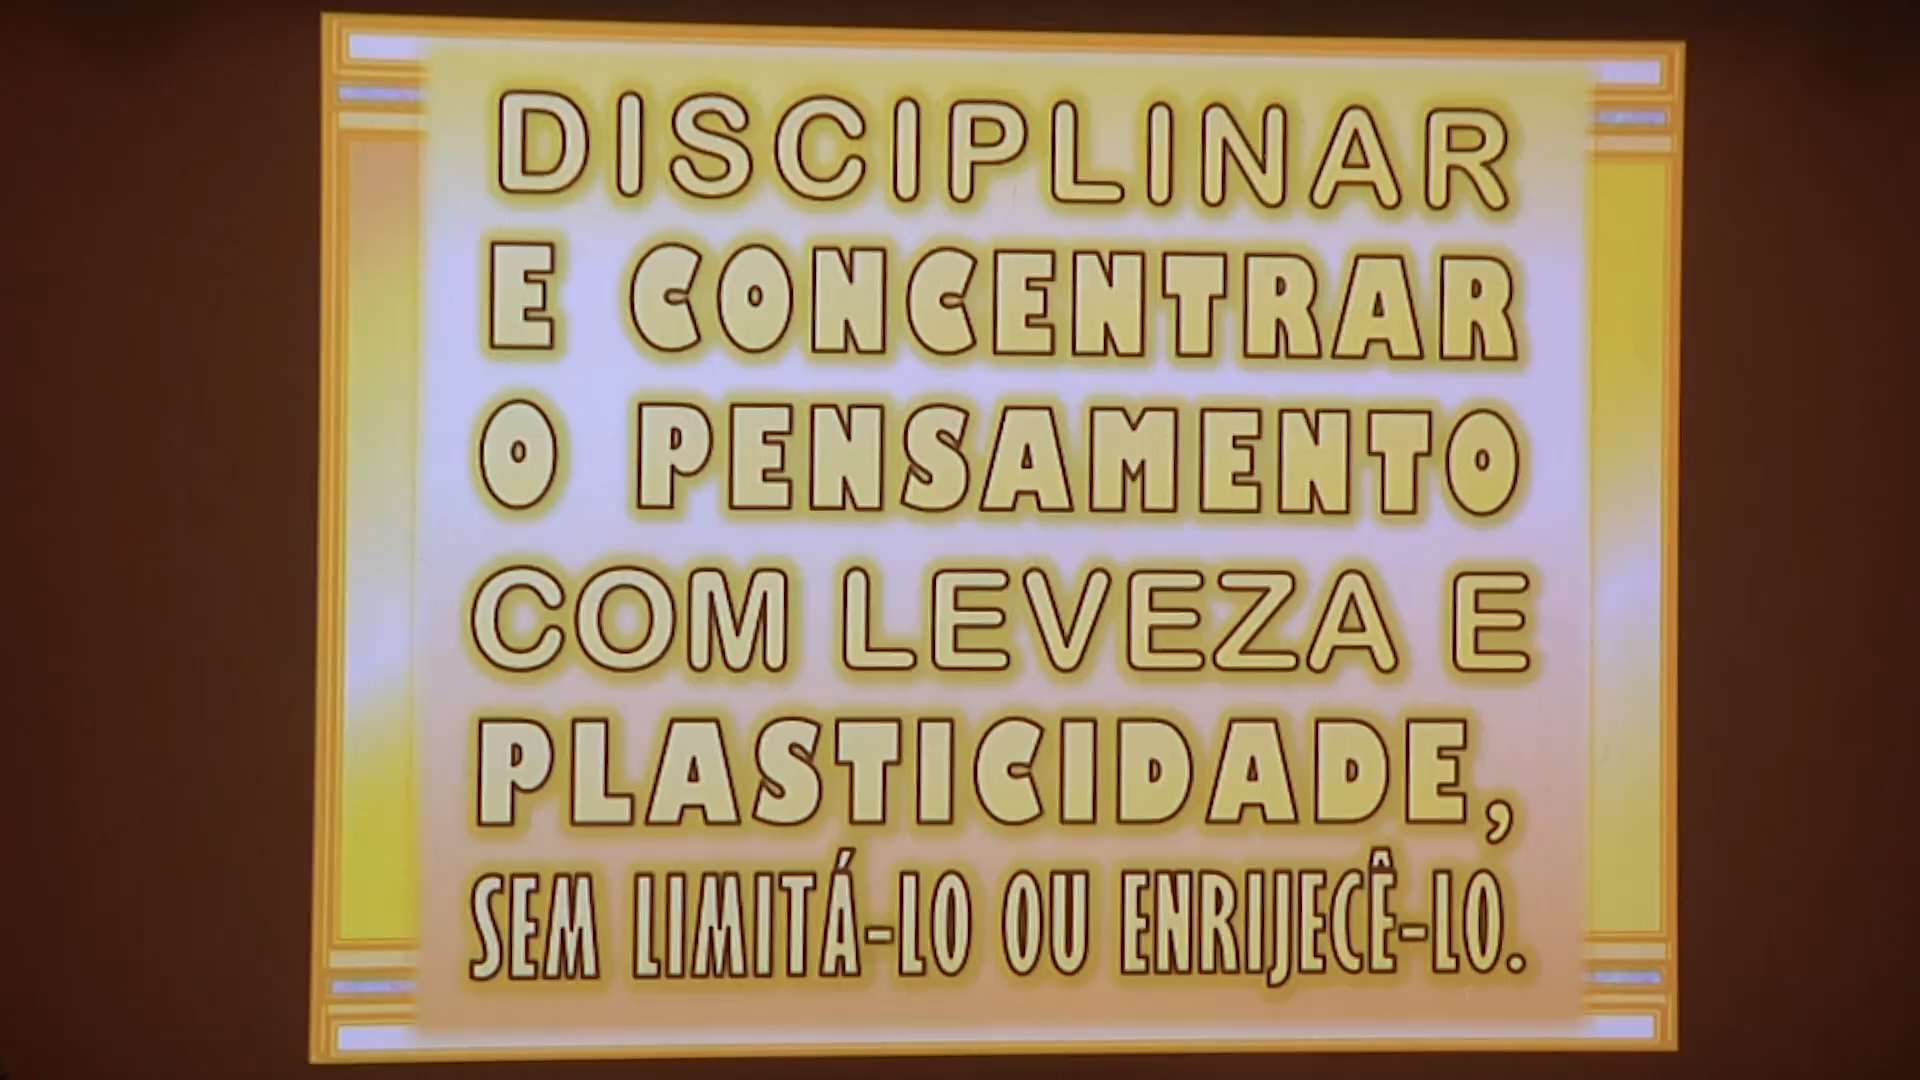 DISCIPLINAR
E CONCENTRAR
O PENSAMENTO
COM LEVEZA E
PLASTICIDADE,
SEM LIMITÁ-LO OU ENRIJECÊ-LO.